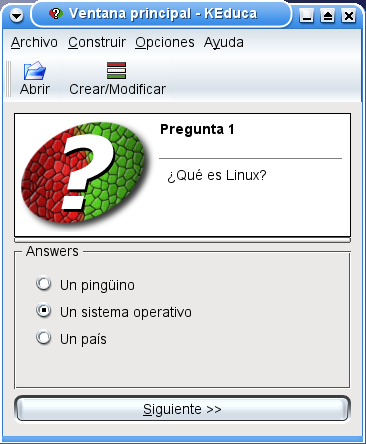 Ventana principal - KEduca
Archivo Construir Opciones Ayuda
Abrir Crear/Modificar
Pregunta 1
¿Qué es Linux?
Answers
Un pingüino
Un sistema operativo
Un país
Siguiente >>